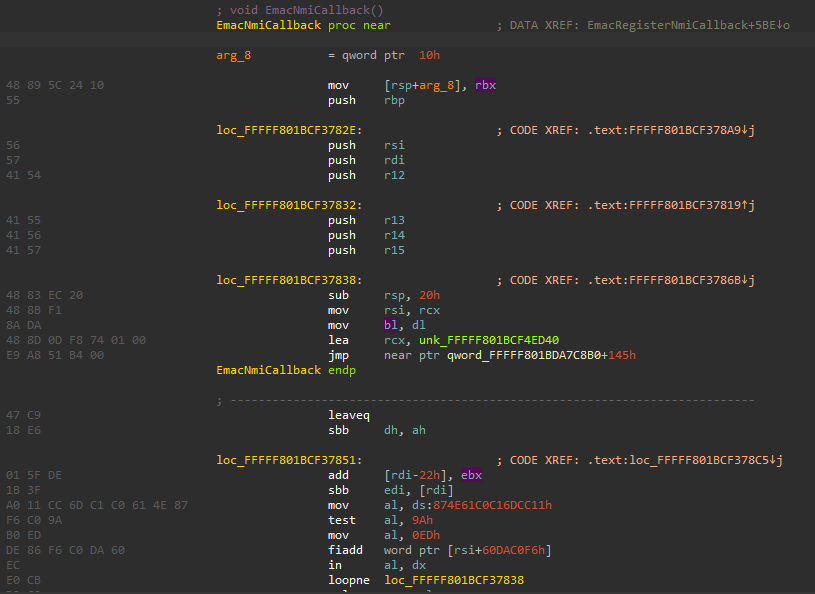 ; void EmacNmiCallback()
EmacNmiCallback proc near ; DATA XREF: EmacRegisterNmiCallback+5BE↓o
arg_8 = qword ptr 10h
48 89 5C 24 10 mov [rsp+arg_8], rbx
55 push rbp
loc_FFFFF801BCF3782E: ; CODE XREF: .text:FFFFF801BCF378A9↓j
56 push rsi
57 push rdi
41 54 push r12
loc_FFFFF801BCF37832: ; CODE XREF: .text:FFFFF801BCF37819↑j
41 55 push r13
41 56 push r14
41 57 push r15
loc_FFFFF801BCF37838: ; CODE XREF: .text:FFFFF801BCF3786B↓j
48 83 EC 20 sub rsp, 20h
48 8B F1 mov rsi, rcx
8A DA mov bl, dl
48 8D 0D F8 74 01 00 lea rcx, unk_FFFFF801BCF4ED40
E9 A8 51 B4 00 jmp near ptr qword_FFFFF801BDA7C8B0+145h
EmacNmiCallback endp
; ---------------------------------------------------------------------------
47 C9 leaveq
18 E6 sbb dh, ah
loc_FFFFF801BCF37851: ; CODE XREF: .text:loc_FFFFF801BCF378C5↓j
01 5F DE add [rdi-22h], ebx
1B 3F sbb edi, [rdi]
A0 11 CC 6D C1 C0 61 4E 87 mov al, ds:874E61C0C16DCC11h
F6 C0 9A test al, 9Ah
B0 ED mov al, 0EDh
DE 86 F6 C0 DA 60 fiadd word ptr [rsi+60DAC0F6h]
EC in al, dx
E0 CB loopne loc_FFFFF801BCF37838